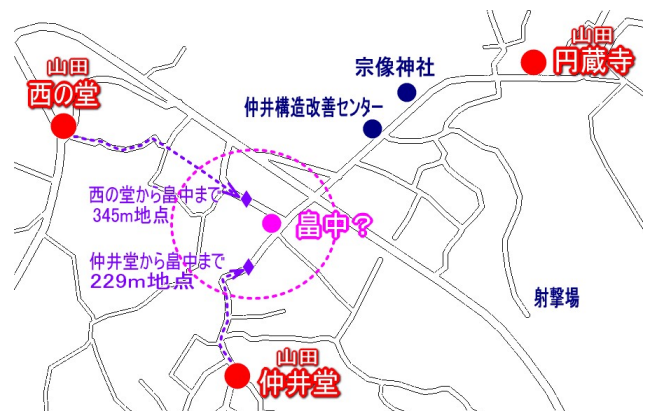 山田
円蔵寺
宗像神社
山田
西の堂
仲井構造改善センター
西の堂から畠中まで
345m地点
畠中？
仲井堂から畠中まで
229m地点
射撃場
山田
仲井堂